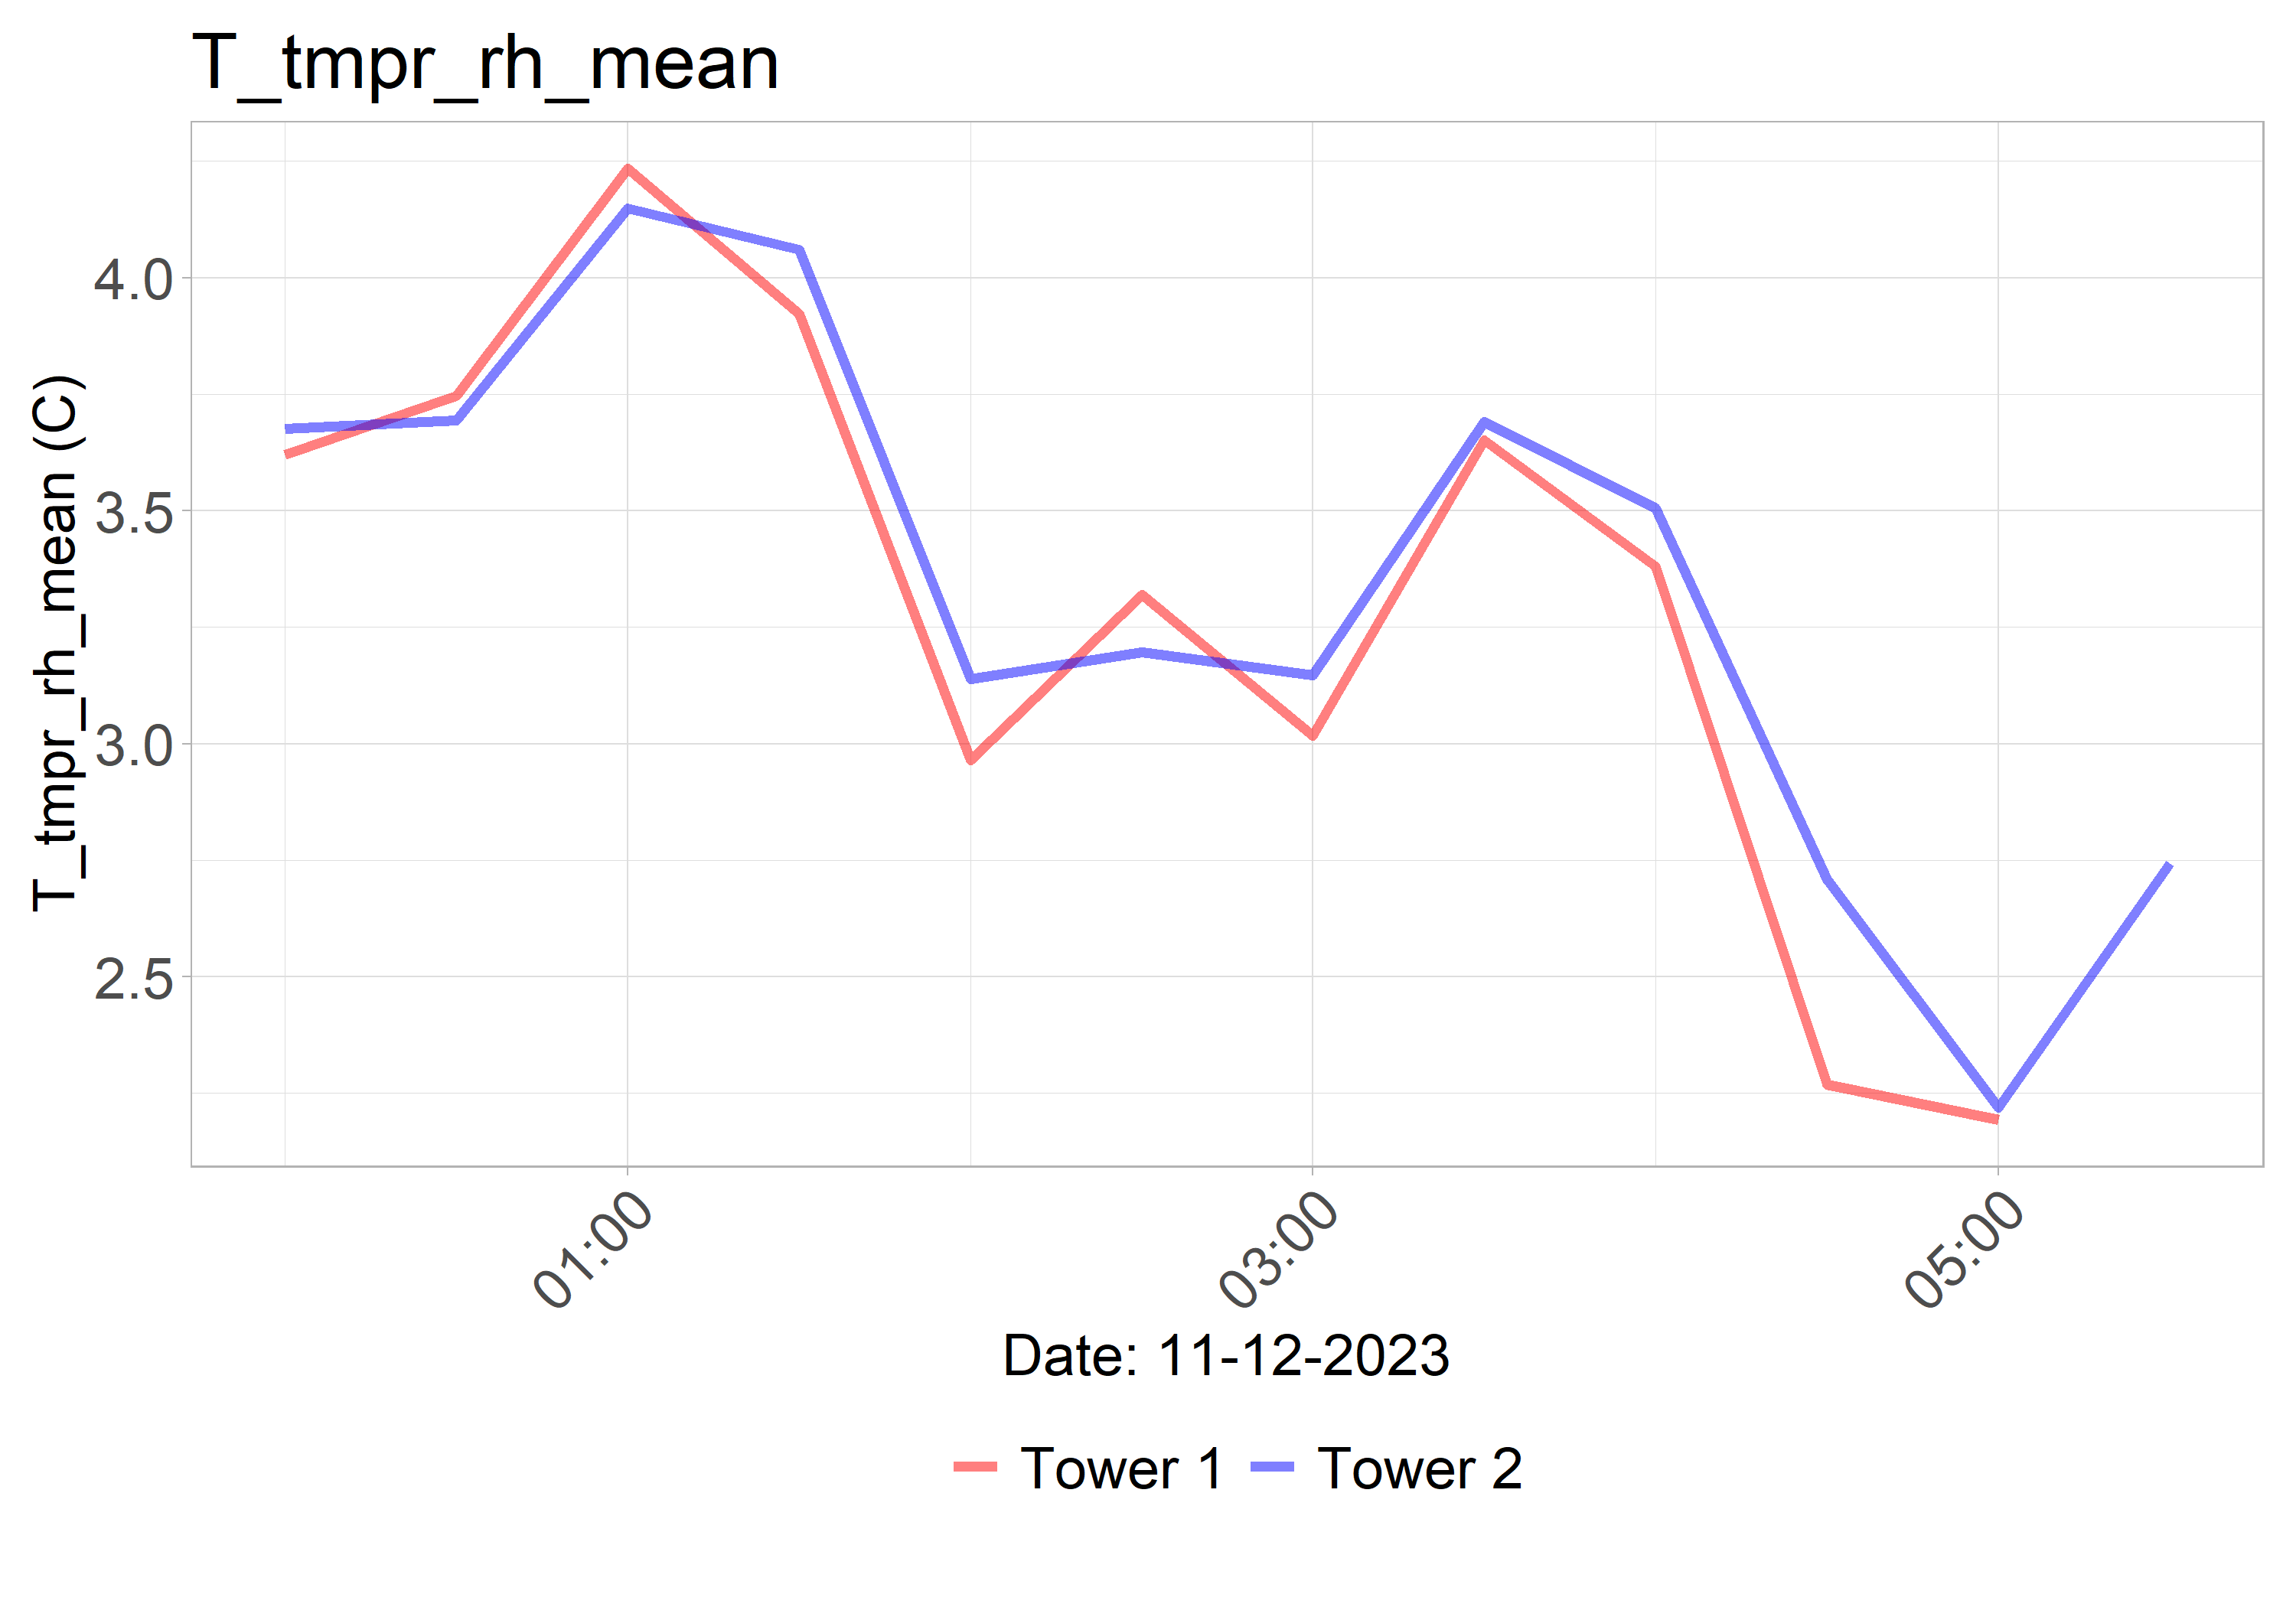 T_tmpr_rh_mean
T_tmpr_rh_mean (C)
4.0
3.5
3.0
2.5
01:00
03:00
05:00
Date: 11-12-2023
Tower 1
Tower 2